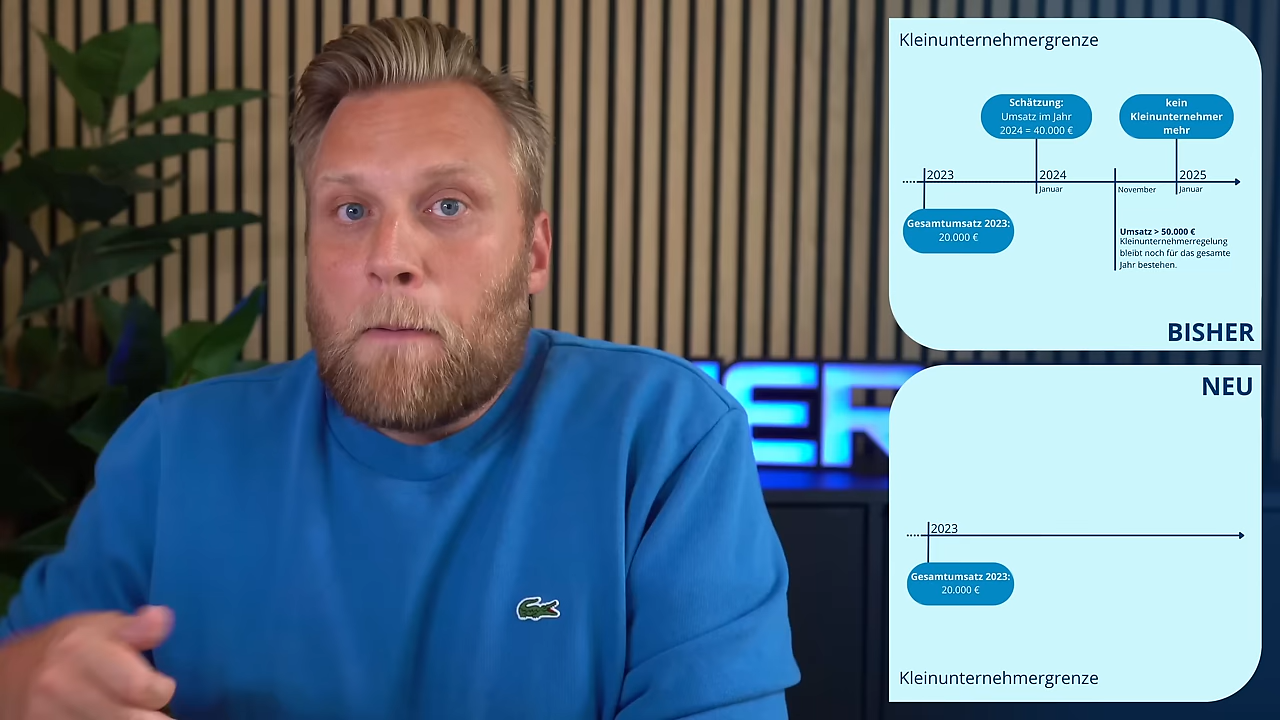 Kleinunternehmergrenze
Schätzung:
Umsatz im Jahr
2024 = 40.000 €
kein
Kleinunternehmer
mehr
2023
2024
2025
Januar
November
Januar
Gesamtumsatz 2023:
20.000 €
Umsatz > 50.000 €
Kleinunternehmerregelung
bleibt noch für das gesamte
Jahr bestehen.
BISHER
ER
NEU
2023
Gesamtumsatz 2023:
20.000 €
Kleinunternehmergrenze